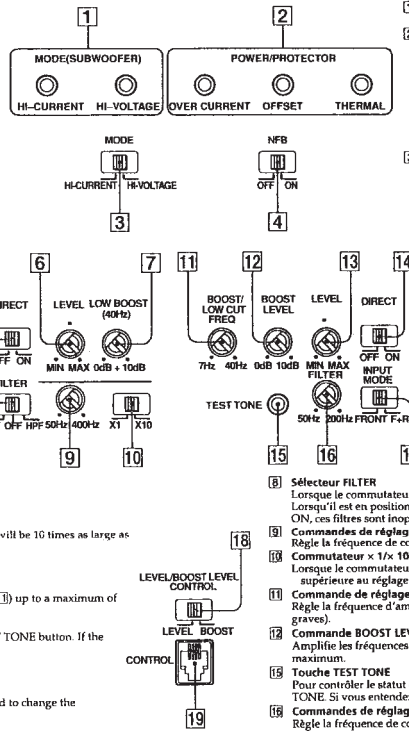 1
2
MODE(SUBWOOFER)
POWER/PROTECTOR
HI–CURRENT
HI–VOLTAGE
OVER CURRENT
OFFSET
THERMAL
MODE
NFB
HI-CURRENT
HI-VOLTAGE
OFF
ON
3
4
6
7
11
12
13
14
LEVEL
LOW BOOST
(40Hz)
BOOST/
LOW CUT
FREQ
BOOST
LEVEL
LEVEL
DIRECT
ON
MIN MAX
0dB + 10dB
7Hz 40Hz
0dB 10dB
MIN MAX
FILTER
OFF ON
INPUT
MODE
OFF HPF
50Hz 400Hz
X1 X10
TEST TONE
50Hz 200Hz
FRONT F+R
9
10
15
16
8 Sélecteur FILTER
Lorsque le commutateu
Lorsqu'il est en position
ON, ces filtres sont inop
9 Commandes de réglag
Règle la fréquence de co
10 Commutateur × 1/× 10
Lorsque le commutateu
supérieure au réglage
11 Commande de réglage
Règle la fréquence d'am
graves).
12 Commande BOOST LEV
Amplifie les fréquences
maximum.
15 Touche TEST TONE
Pour contrôler le statut
TONE. Si vous entende
16 Commandes de réglag
Règle la fréquence de co
will be 10 times as large as
1) up to a maximum of
TONE button. If the
d to change the
18
LEVEL/BOOST LEVEL
CONTROL
LEVEL BOOST
CONTROL
19